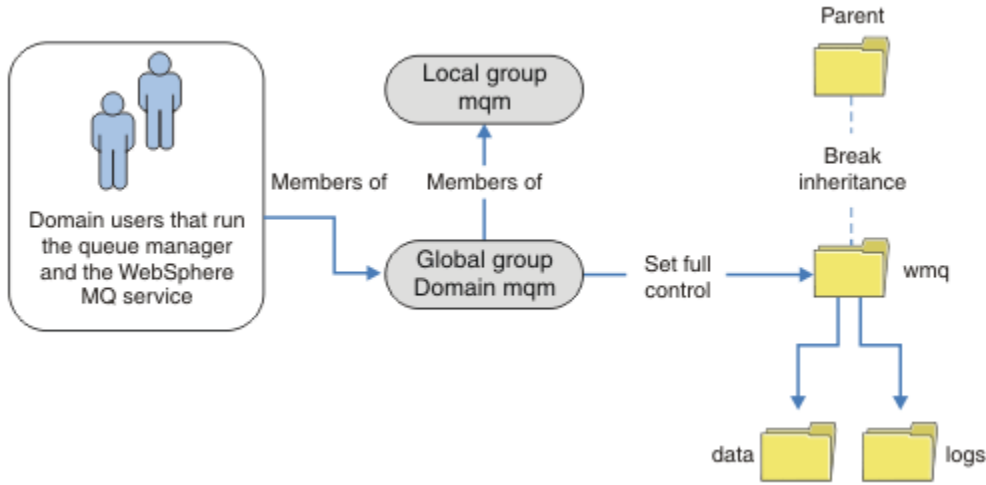 Parent
Local group
mqm
Break
inheritance
Members of
Members of
Domain users that run
the queue manager
and the WebSphere
MQ service
Global group
Domain mqm
Set full
control
wmq
data
logs